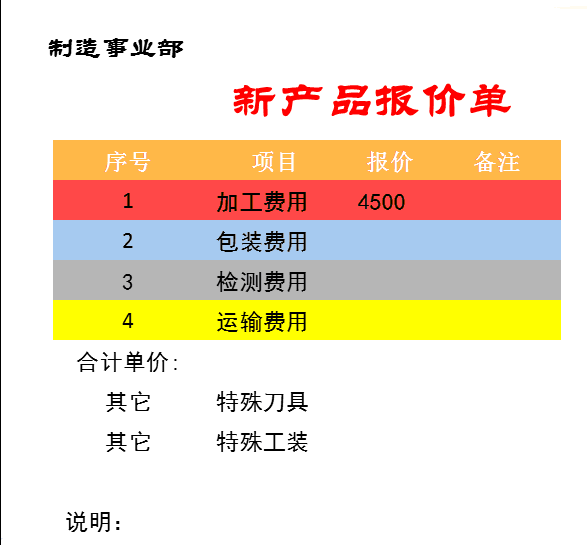 制造事业部
新产品报价单
序号 项目 报价 备注
1 加工费用 4500
2 包装费用
3 检测费用
4 运输费用
合计单价:
其它 特殊刀具
其它 特殊工装
说明：